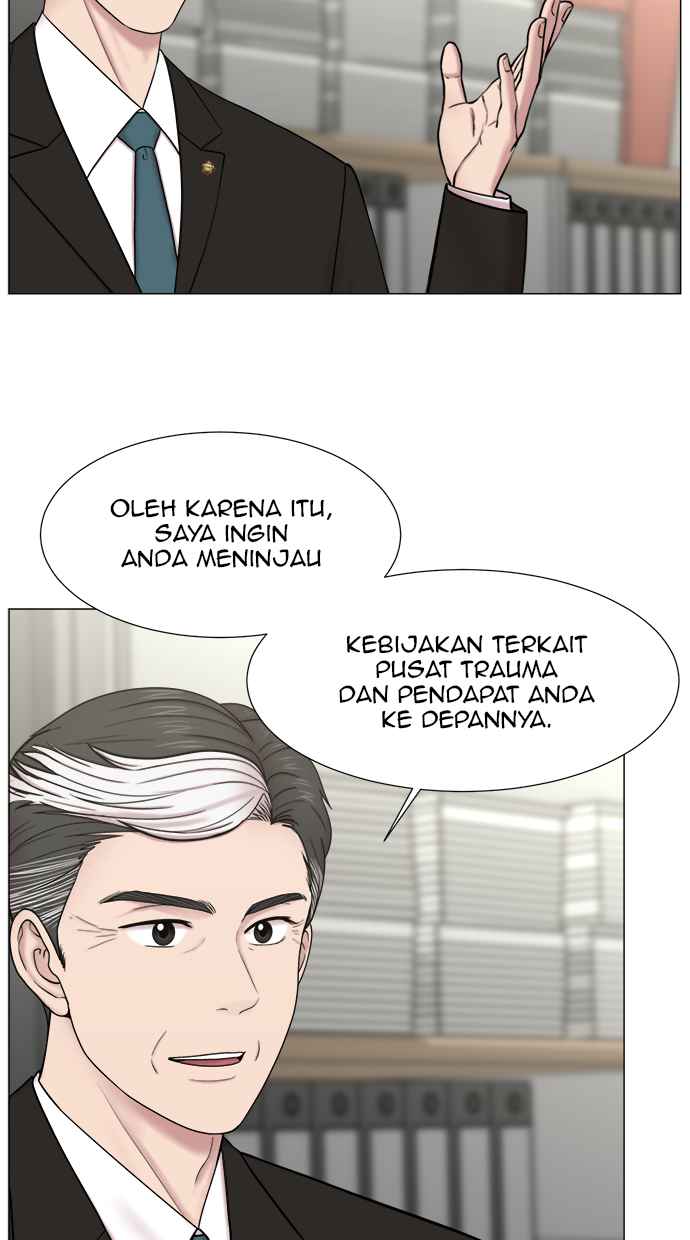 OLEH KARENA ITU,
SAYA INGIN
ANDA MENINJAU
KEBIJAKAN TERKAIT
PUSAT TRAUMA
DAN PENDAPAT ANDA
KE DEPANNYA.